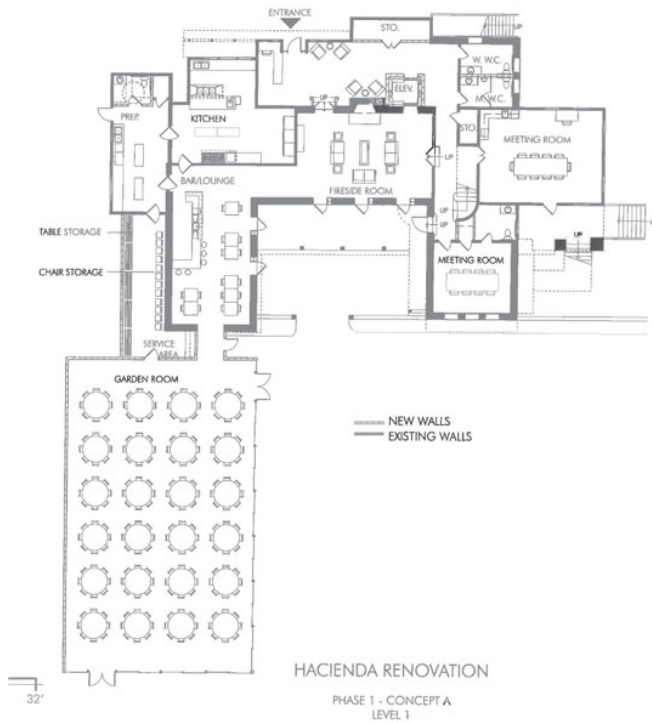 ENTRANCE
STO.
UP
W. W.C.
ELEV.
M. W.C.
PREP.
KITCHEN
UP
STO.
MEETING ROOM
UP
BAR/LOUNGE
FIRESIDE ROOM
UP
UP
UP
TABLE STORAGE
MEETING ROOM
CHAIR STORAGE
SERVICE
AREA
GARDEN ROOM
NEW WALLS
EXISTING WALLS
HACIENDA RENOVATION
32'
PHASE 1 - CONCEPT A
LEVEL 1